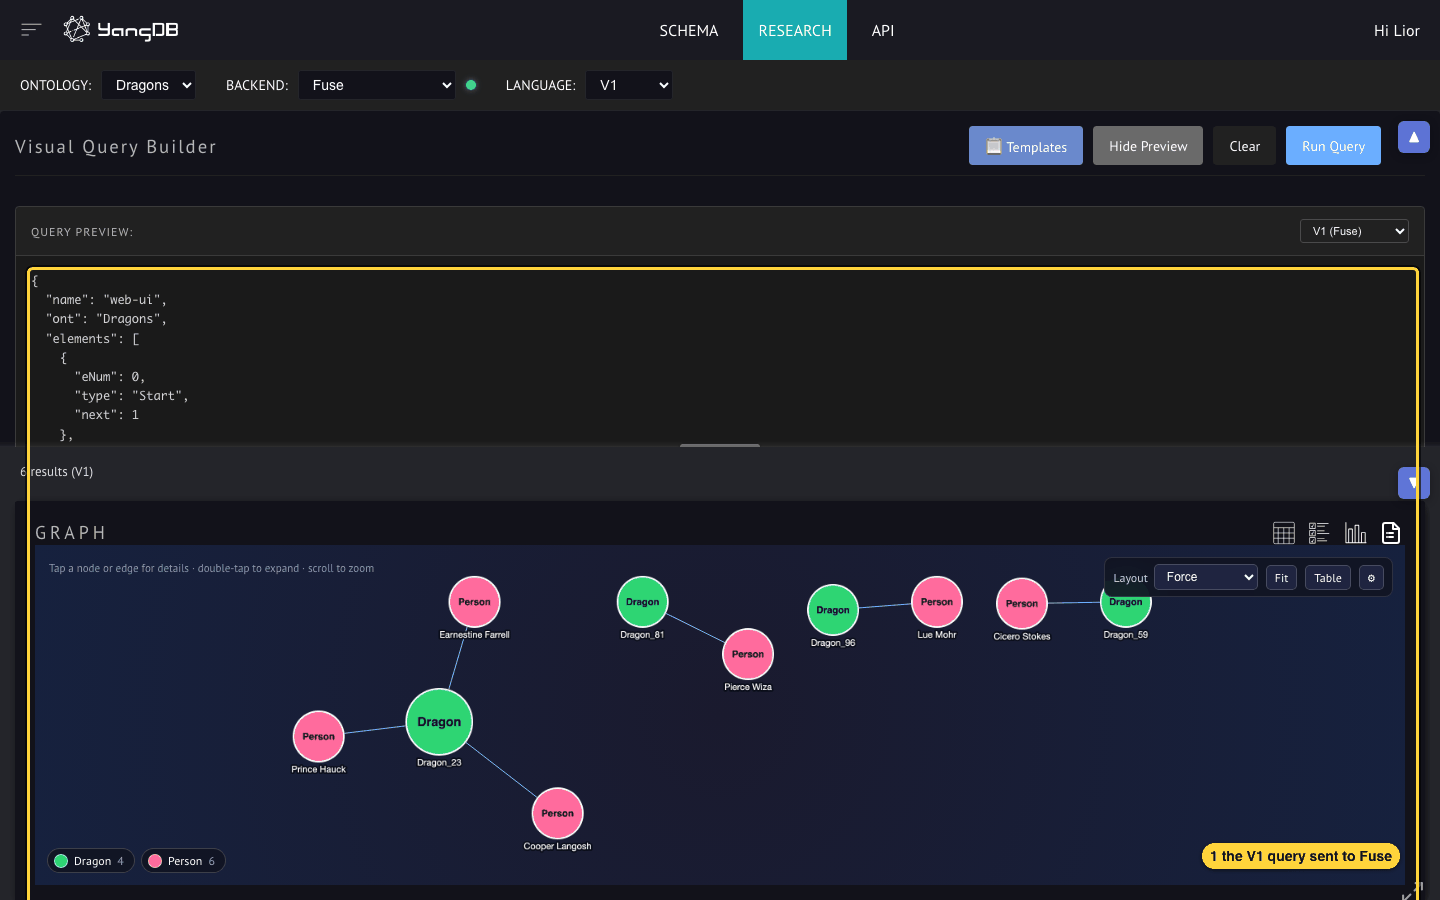 YangDB
SCHEMA
RESEARCH
API
Hi Lior
ONTOLOGY: Dragons
BACKEND: Fuse
LANGUAGE: V1
Visual Query Builder
Templates
Hide Preview
Clear
Run Query
QUERY PREVIEW:
V1 (Fuse)
{
"name": "web-ui",
"ont": "Dragons",
"elements": [
{
"eNum": 0,
"type": "Start",
"next": 1
},
6 results (V1)
GRAPH
Tap a node or edge for details · double-tap to expand · scroll to zoom
Layout Force
Fit
Table
Person
Earnestine Farrell
Dragon
Dragon_81
Person
Pierce Wiza
Dragon
Dragon_96
Person
Lue Mohr
Person
Cicero Stokes
Dragon
Dragon_59
Person
Prince Hauck
Dragon
Dragon_23
Person
Cooper Langosh
Dragon 4
Person 6
1 the V1 query sent to Fuse